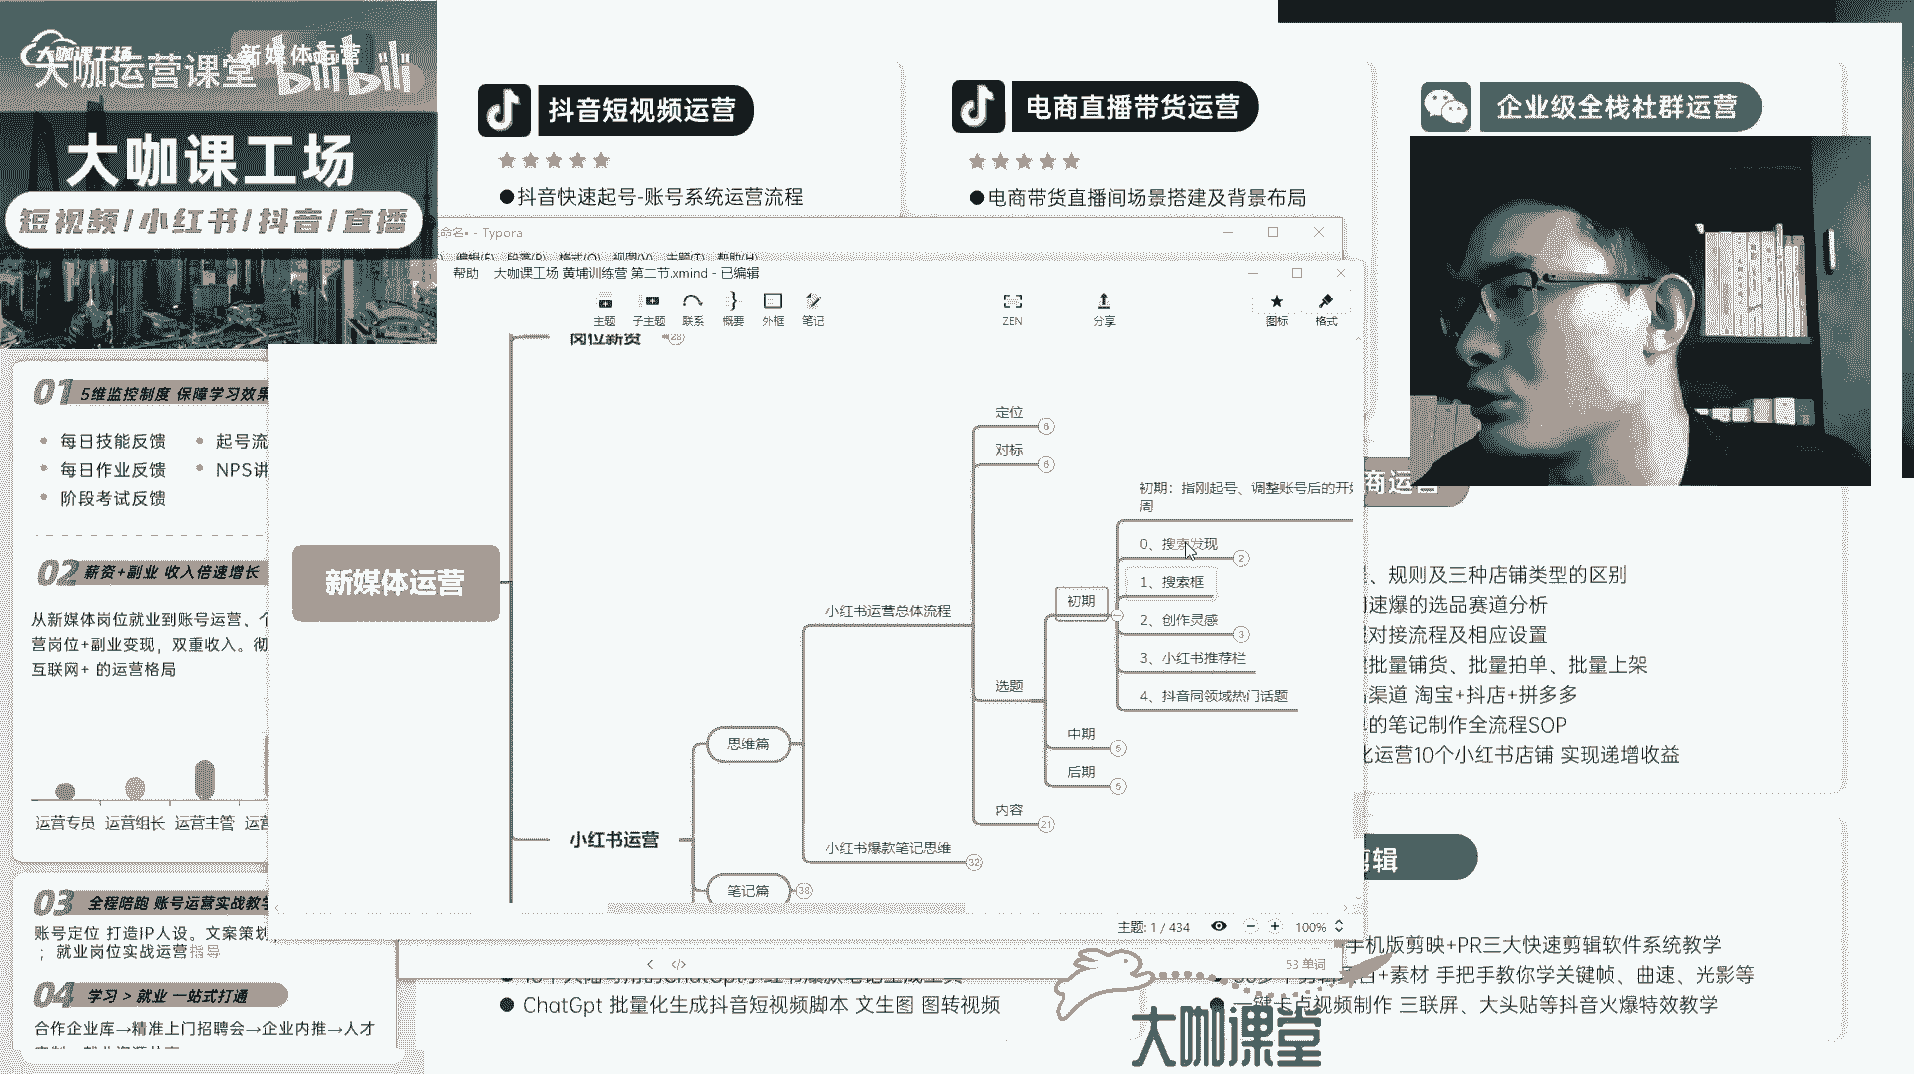 大咖课工场
新媒体运营
大咖运营课堂
bilibili
大咖课工场
短视频/小红书/抖音/直播
抖音短视频运营
●抖音快速起号-账号系统运营流程
电商直播带货运营
●电商带货直播间场景搭建及背景布局
企业级全栈社群运营
- Typora
帮助 大咖课工场 黄埔训练营 第二节.xmind - 已编辑
主题 子主题 联系 概要 外框 笔记 ZEN 分享 图标 格式
岗位薪资 28
新媒体运营
小红书运营
思维篇
笔记篇 38
小红书运营总体流程
小红书爆款笔记思维 32
定位 6
对标 6
选题
内容 21
初期
中期 5
后期 5
初期：指刚起号、调整账号后的开始
周
0、搜索发现 2
1、搜索框
2、创作灵感 3
3、小红书推荐栏
4、抖音同领域热门话题
主题: 1 / 434 100%
53 单词
01 5维监控制度 保障学习效果
每日技能反馈
每日作业反馈
阶段考试反馈
起号流
NPS讲
02 薪资+副业 收入倍速增长
从新媒体岗位就业到账号运营、
营岗位+副业变现，双重收入。彻
互联网+ 的运营格局
运营专员 运营组长 运营主管 运营
03 全程陪跑 账号运营实战教学
账号定位 打造IP人设。文案策划
；就业岗位实战运营指导
04 学习 > 就业 一站式打通
合作企业库→精准上门招聘会→企业内推→人才
商运营
、规则及三种店铺类型的区别
速爆的选品赛道分析
对接流程及相应设置
批量铺货、批量拍单、批量上架
渠道 淘宝+抖店+拼多多
的笔记制作全流程SOP
化运营10个小红书店铺 实现递增收益
剪辑
手机版剪映+PR三大快速剪辑软件系统教学
+素材 手把手教你学关键帧、曲速、光影等
一键卡点视频制作 三联屏、大头贴等抖音火爆特效教学
● ChatGpt 批量化生成抖音短视频脚本 文生图 图转视频
大咖课堂